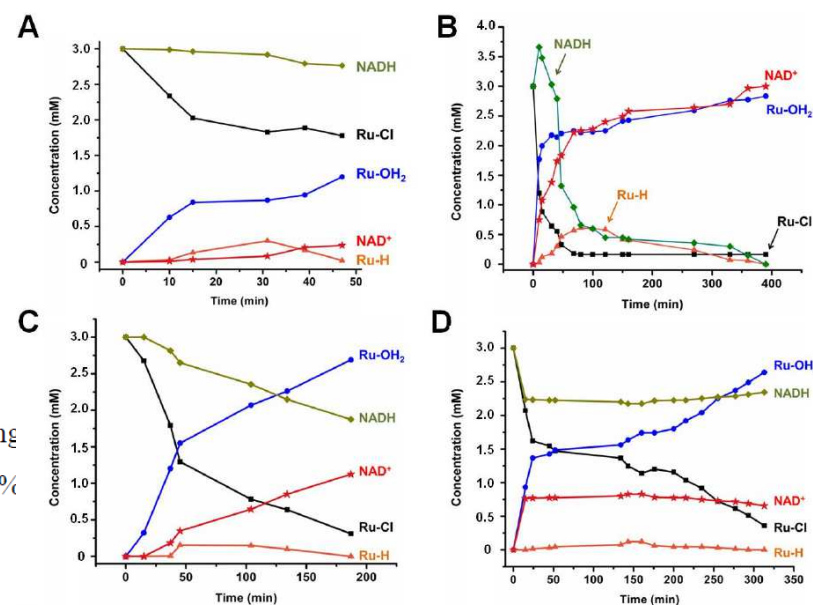 A
3.0
2.5
2.0
1.5
1.0
0.5
0
Concentration (mM)
0 10 20 30 40 50
Time (min)
NADH
Ru-Cl
Ru-OH2
NAD+
Ru-H
B
4.0
3.5
3.0
2.5
2.0
1.5
1.0
0.5
0
Concentration (mM)
0 100 200 300 400
Time (min)
NADH
NAD+
Ru-OH2
Ru-H
Ru-Cl
C
3.0
2.5
2.0
1.5
1.0
0.5
0
Concentration (mM)
0 50 100 150 200
Time (min)
Ru-OH2
NADH
NAD+
Ru-Cl
Ru-H
D
3.0
2.5
2.0
1.5
1.0
0.5
0
Concentration (mM)
0 50 100 150 200 250 300
Time (min)
Ru-OH
NADH
NAD+
Ru-Cl
Ru-H
%